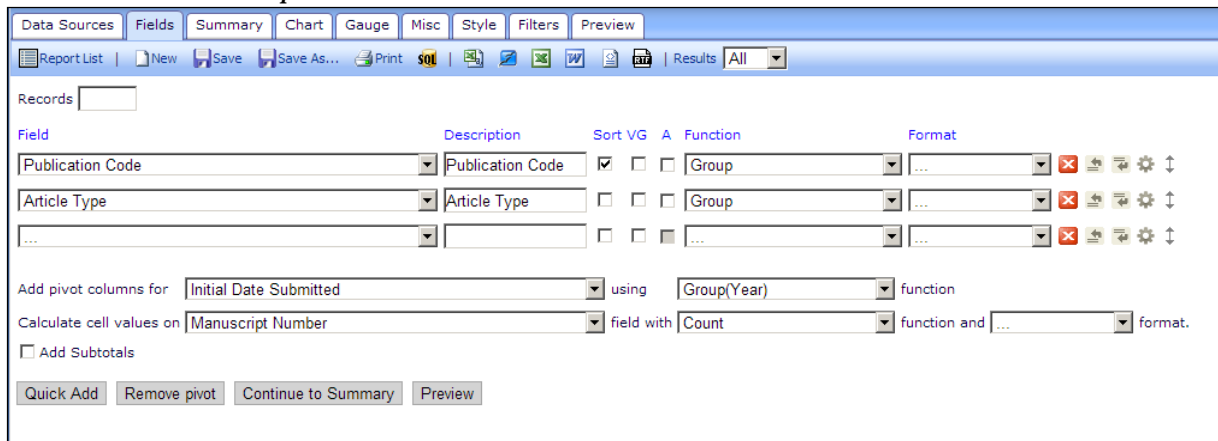 Data Sources Fields Summary Chart Gauge Misc Style Filters Preview
Report List | New Save Save As... Print SQL | W RTF | Results All
Records
Field Description Sort VG A Function Format
Publication Code Publication Code Group ...
Article Type Article Type Group ...
... ... ...
Add pivot columns for Initial Date Submitted using Group(Year) function
Calculate cell values on Manuscript Number field with Count function and ... format.
Add Subtotals
Quick Add Remove pivot Continue to Summary Preview